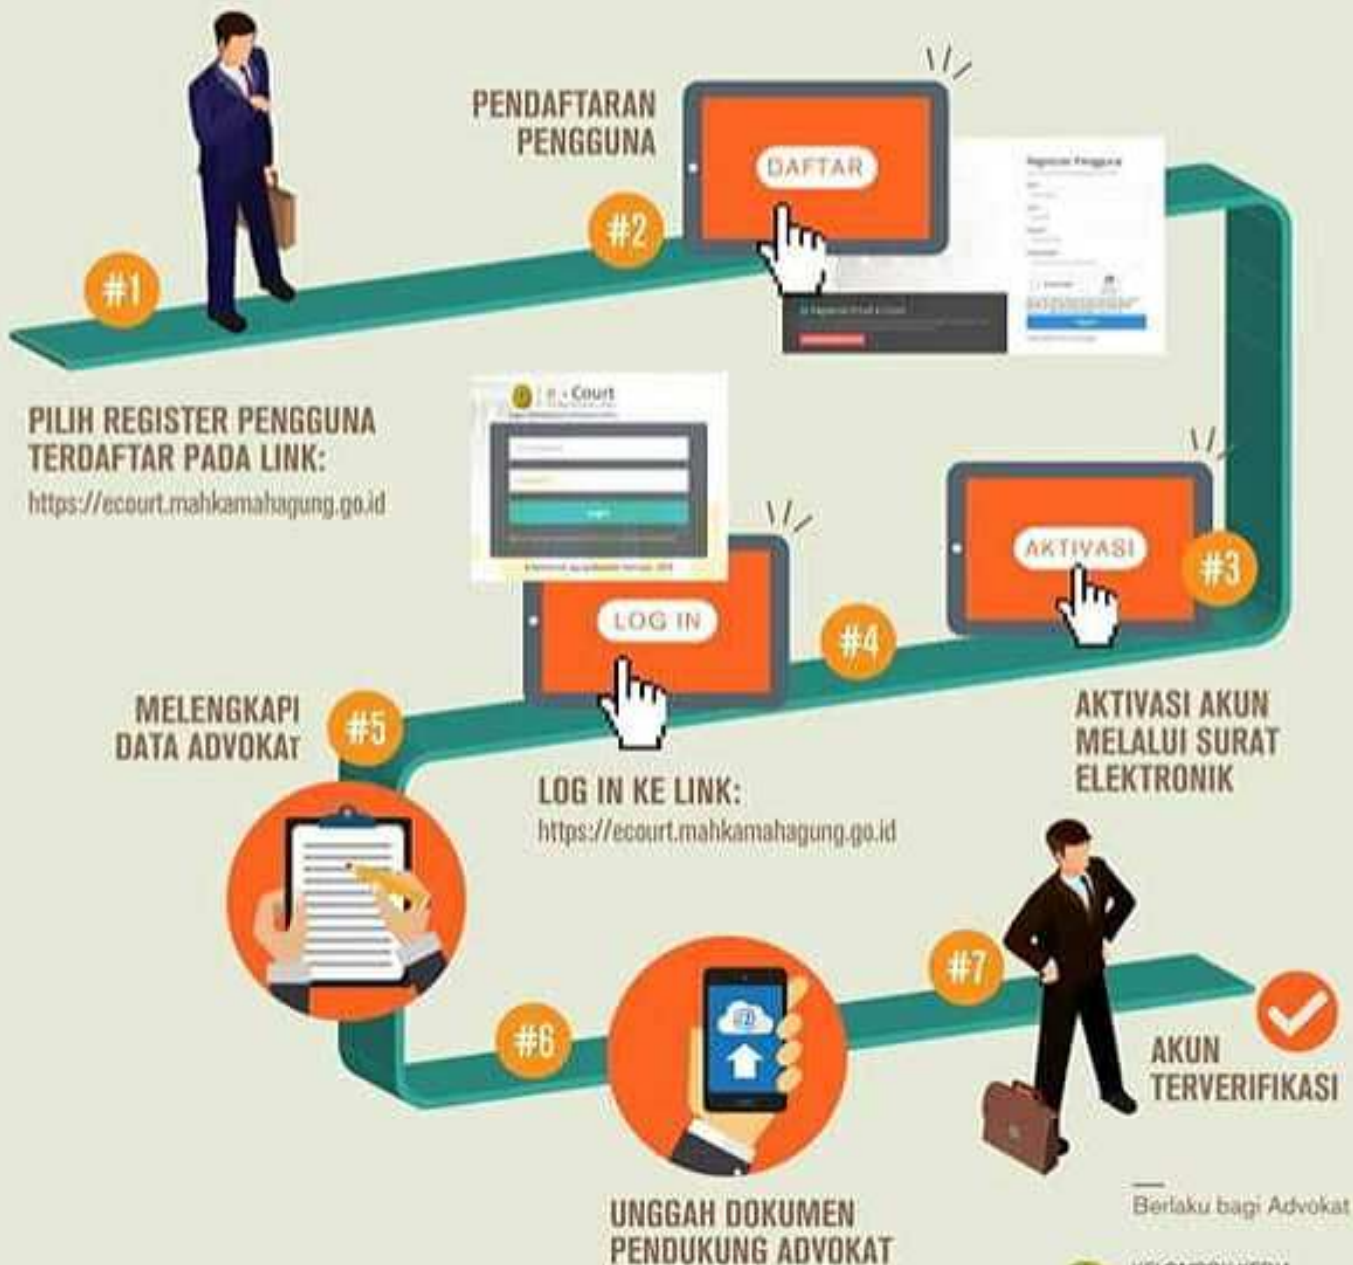 #1
PILIH REGISTER PENGGUNA
TERDAFTAR PADA LINK:
https://ecourt.mahkamahagung.go.id
#2
PENDAFTARAN
PENGGUNA
DAFTAR
Registrasi Pengguna
#3
AKTIVASI
AKTIVASI AKUN
MELALUI SURAT
ELEKTRONIK
#4
e - Court
LOG IN
LOG IN KE LINK:
https://ecourt.mahkamahagung.go.id
#5
MELENGKAPI
DATA ADVOKAT
#6
UNGGAH DOKUMEN
PENDUKUNG ADVOKAT
#7
AKUN
TERVERIFIKASI
Berlaku bagi Advokat